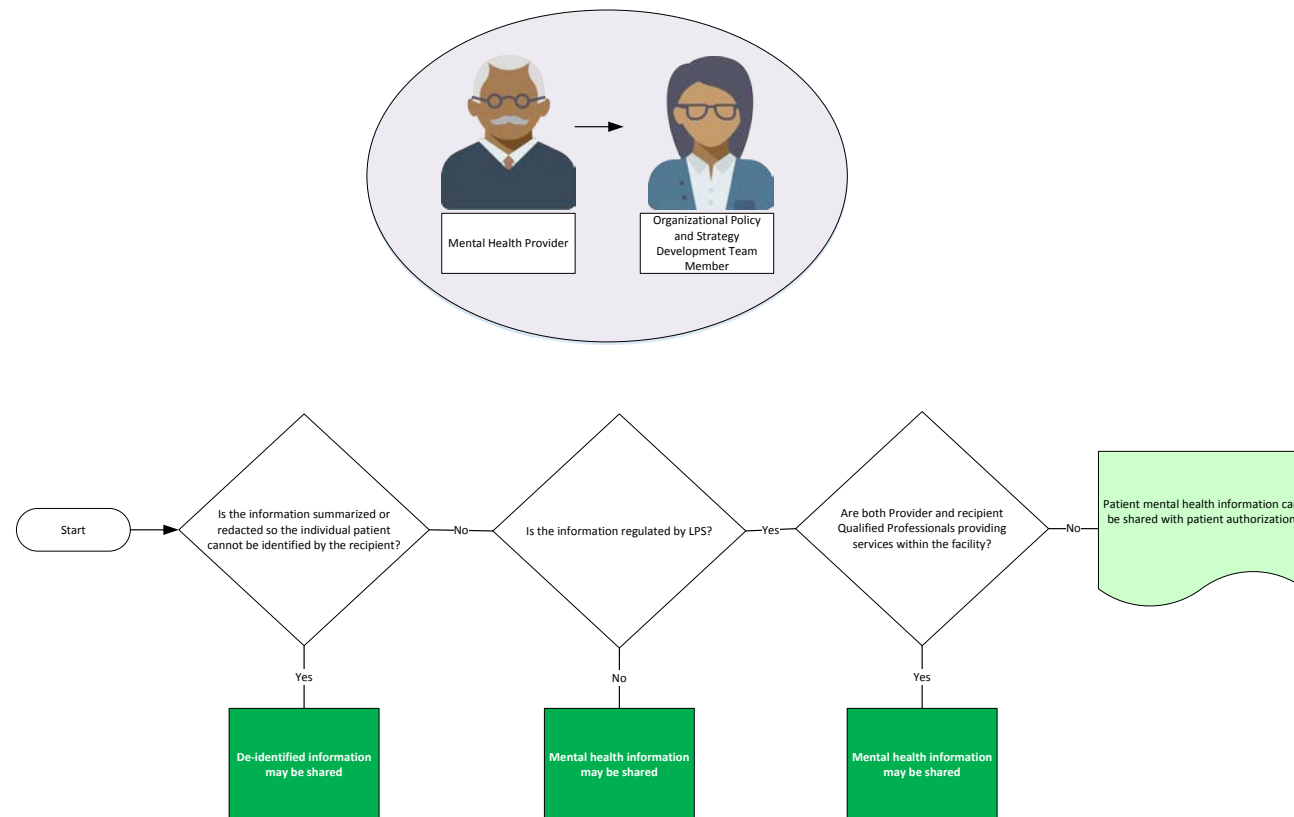 Mental Health Provider
Organizational Policy
and Strategy
Development Team
Member
Start
Is the information summarized or
redacted so the individual patient
cannot be identified by the recipient?
No
Is the information regulated by LPS?
Yes
Are both Provider and recipient
Qualified Professionals providing
services within the facility?
No
Patient mental health information can
be shared with patient authorization
Yes
No
Yes
De-identified information
may be shared
Mental health information
may be shared
Mental health information
may be shared